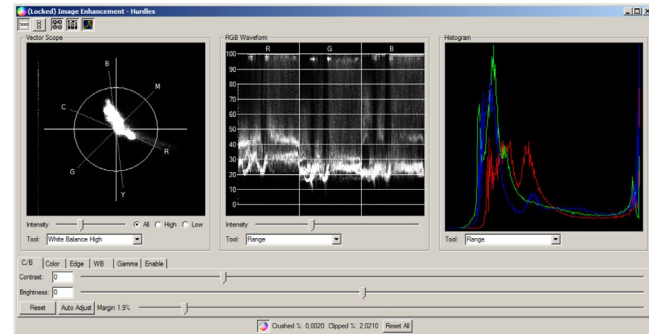 (Locked) Image Enhancement - Hurdles
Vector Scope
RGB Waveform
Histogram
B
M
C
R
G
Y
R G B
100
90
80
70
60
50
40
30
20
10
0
Intensity All High Low
Tool: White Balance High
Intensity
Tool: Range
Tool: Range
C/B Color Edge WB Gamma Enable
Contrast: 0
Brightness: 0
Reset Auto Adjust Margin 1.9%
Crushed %: 0,0020 Clipped %: 2,0210 Reset All